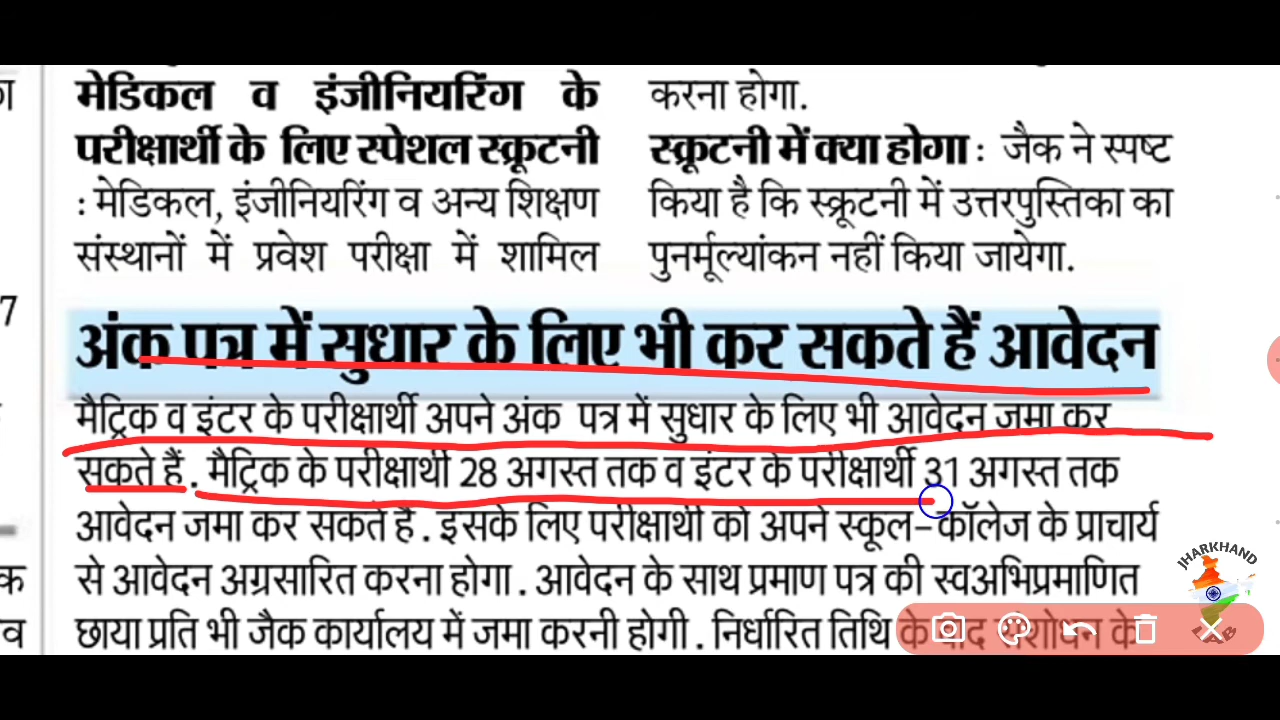 मेडिकल व इंजीनियरिंग के
परीक्षार्थी के लिए स्पेशल स्क्रूटनी
: मेडिकल, इंजीनियरिंग व अन्य शिक्षण
संस्थानों में प्रवेश परीक्षा में शामिल
करना होगा.
स्क्रूटनी में क्या होगा : जैक ने स्पष्ट
किया है कि स्क्रूटनी में उत्तरपुस्तिका का
पुनर्मूल्यांकन नहीं किया जायेगा.
अंक पत्र में सुधार के लिए भी कर सकते हैं आवेदन
मैट्रिक व इंटर के परीक्षार्थी अपने अंक पत्र में सुधार के लिए भी आवेदन जमा कर
सकते हैं. मैट्रिक के परीक्षार्थी 28 अगस्त तक व इंटर के परीक्षार्थी 31 अगस्त तक
आवेदन जमा कर सकते हैं. इसके लिए परीक्षार्थी को अपने स्कूल-कॉलेज के प्राचार्य
से आवेदन अग्रसारित करना होगा. आवेदन के साथ प्रमाण पत्र की स्वअभिप्रमाणित
छाया प्रति भी जैक कार्यालय में जमा करनी होगी. निर्धारित तिथि के बाद संशोधन के
7
क
व
JHARKHAND
LAB